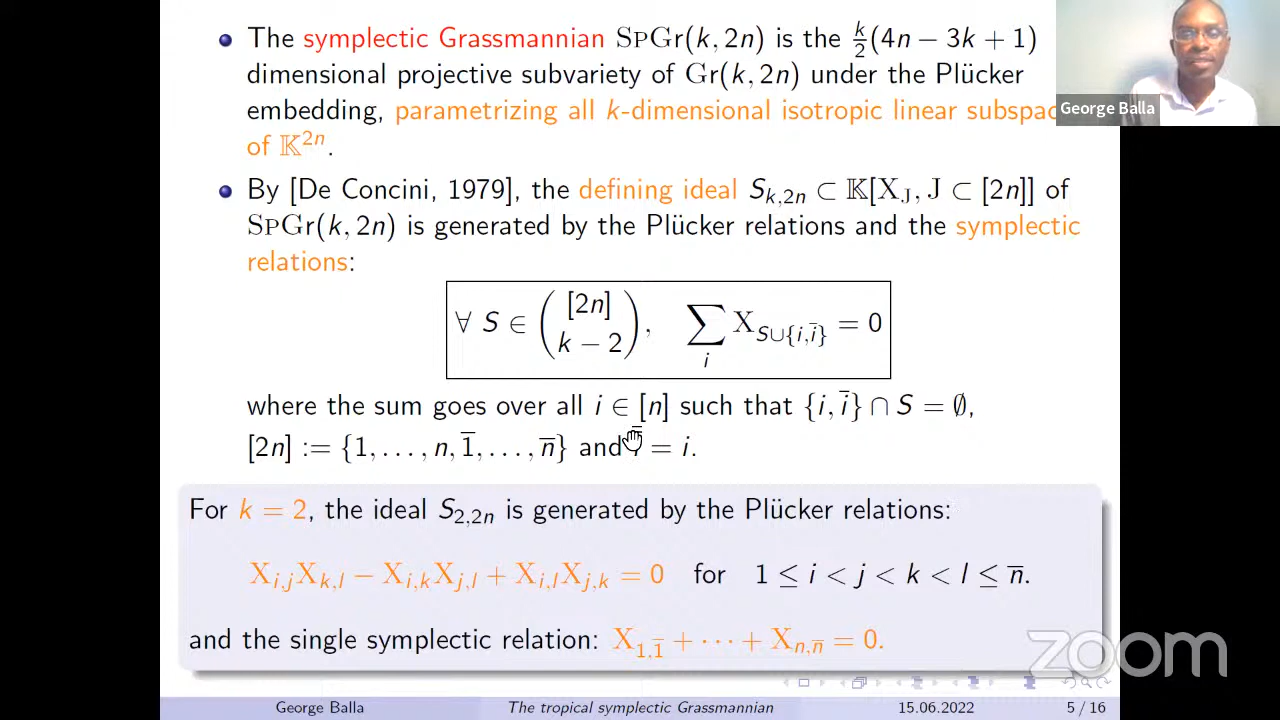 The symplectic Grassmannian SpGr(k, 2n) is the k/2(4n − 3k + 1)
dimensional projective subvariety of Gr(k, 2n) under the Plücker
embedding, parametrizing all k-dimensional isotropic linear subspac
of 𝕂²ⁿ.
George Balla
By [De Concini, 1979], the defining ideal S_{k,2n} ⊂ 𝕂[X_J, J ⊂ [2n]] of
SpGr(k, 2n) is generated by the Plücker relations and the symplectic
relations:
∀ S ∈ ([2n] k − 2), ∑_i X_{S∪{i,i̅}} = 0
where the sum goes over all i ∈ [n] such that {i, i̅} ∩ S = ∅,
[2n] := {1, . . . , n, 1̅, . . . , n̅} and = i.
For k = 2, the ideal S_{2,2n} is generated by the Plücker relations:
X_{i,j}X_{k,l} − X_{i,k}X_{j,l} + X_{i,l}X_{j,k} = 0 for 1 ≤ i < j < k < l ≤ n̅.
and the single symplectic relation: X_{1,1̅} + · · · + X_{n,n̅} = 0.
zoom
George Balla The tropical symplectic Grassmannian 15.06.2022 5 / 16